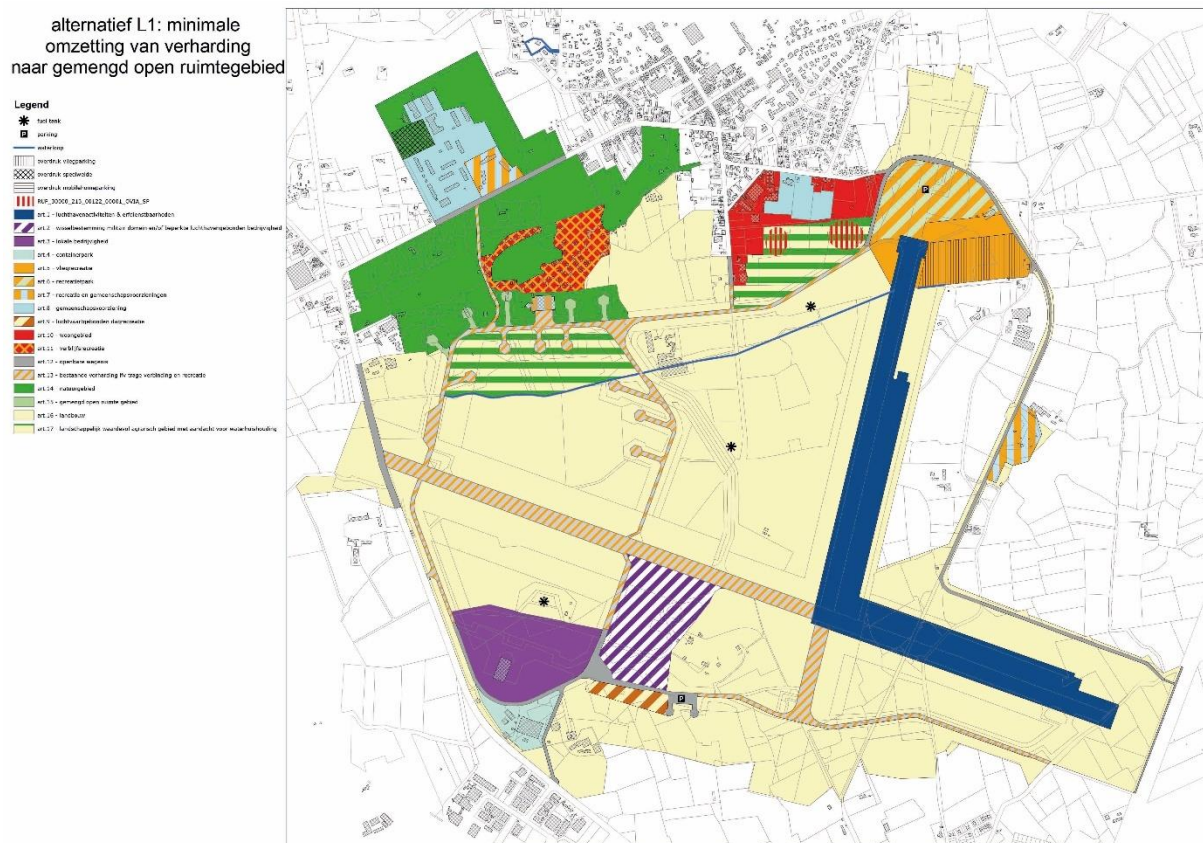 alternatief L1: minimale
omzetting van verharding
naar gemengd open ruimtegebied
Legend
fuel tank
parking
waterloop
overdruk vliegparking
overdruk speelweide
overdruk mobilhomeparking
art.1 - luchthavenactiviteiten & erfdienstbaarheden
art.2 - wisselbestemming militair domein en/of beperkte luchthavengebonden bedrijvigheid
art.3 - lokale bedrijvigheid
art.4 - containerpark
art.5 - vliegrecreatie
art.6 - recreatiepark
art.7 - recreatie en gemeenschapsvoorzieningen
art.8 - gemeenschapsvoorziening
art.9 - luchtvaartgebonden dagrecreatie
art.10 - woongebied
art.11 - verblijfsrecreatie
art.12 - openbare wegenis
art.13 - bestaande verharding ifv trage verbinding en recreatie
art.14 - natuurgebied
art.15 - gemengd open ruimte gebied
art.16 - landbouw
art.17 - landschappelijk waardevol agrarisch gebied met aandacht voor waterhuishouding
P
P